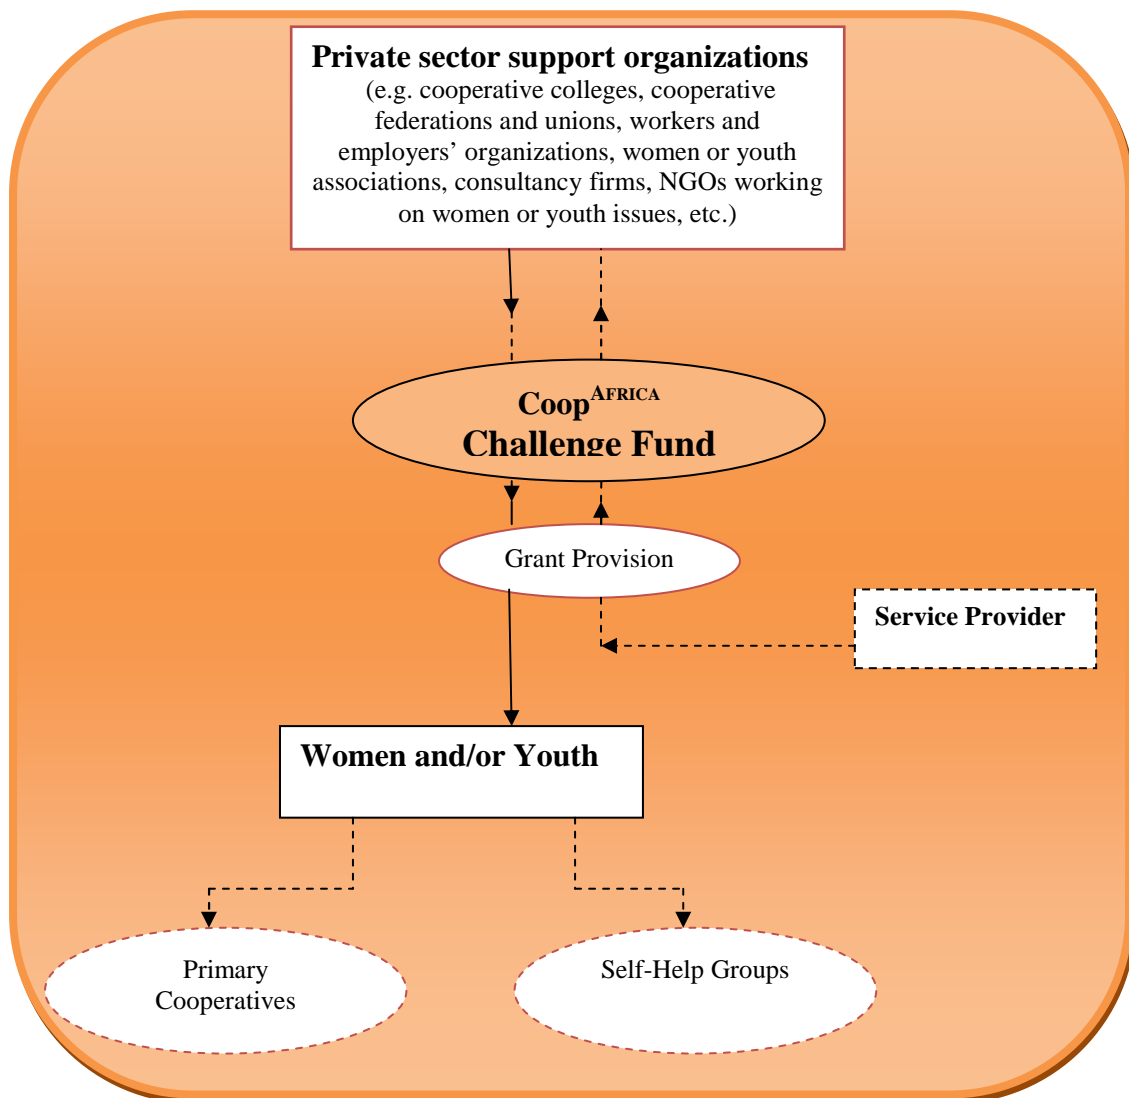 Private sector support organizations
(e.g. cooperative colleges, cooperative
federations and unions, workers and
employers’ organizations, women or youth
associations, consultancy firms, NGOs working
on women or youth issues, etc.)
Coop AFRICA
Challenge Fund
Grant Provision
Service Provider
Women and/or Youth
Primary
Cooperatives
Self-Help Groups